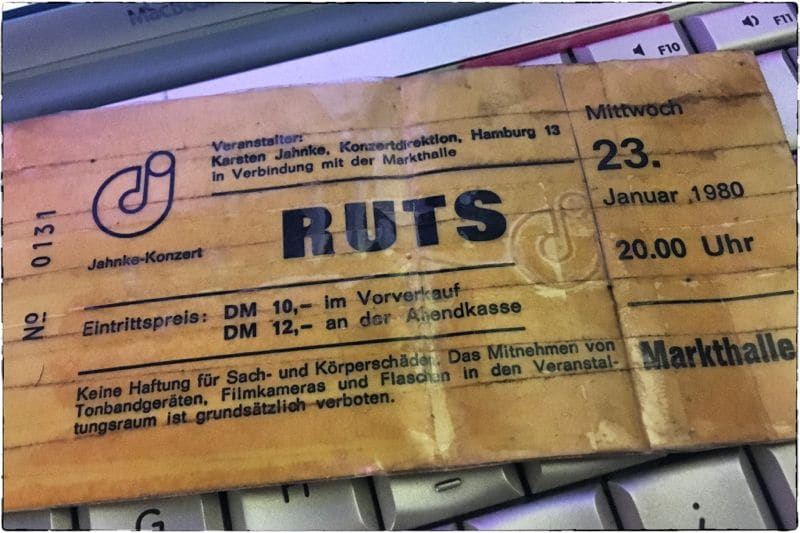 MacBook
F10
F11
Nº 0131
Jahnke-Konzert
Veranstalter:
Karsten Jahnke, Konzertdirektion, Hamburg 13
in Verbindung mit der Markthalle
RUTS
Eintrittspreis: DM 10,– im Vorverkauf
DM 12,– an der Abendkasse
Keine Haftung für Sach- und Körperschäden. Das Mitnehmen von
Tonbandgeräten, Filmkameras und Flaschen in den Veranstal-
tungsraum ist grundsätzlich verboten.
Mittwoch
23.
Januar 1980
20.00 Uhr
Markthalle
G
H